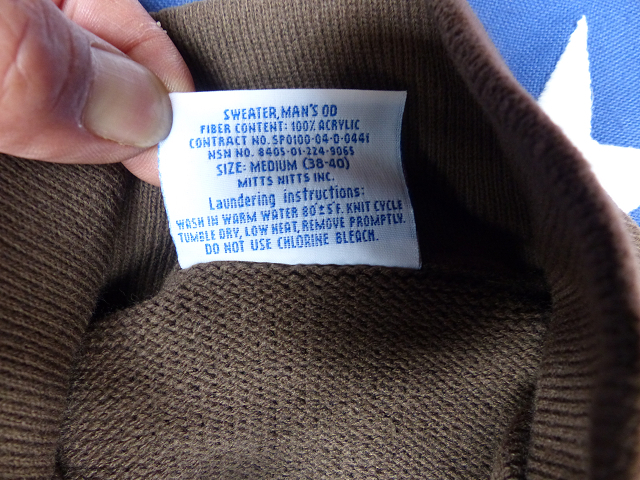 SWEATER, MAN'S OD
FIBER CONTENT: 100% ACRYLIC
CONTRACT NO. SP0100-04-D-0441
NSN NO. 8405-01-224-9065
SIZE: MEDIUM (38-40)
MITTS NITTS INC.
Laundering instructions:
WASH IN WARM WATER 80°±5°F. KNIT CYCLE
TUMBLE DRY, LOW HEAT, REMOVE PROMPTLY.
DO NOT USE CHLORINE BLEACH.